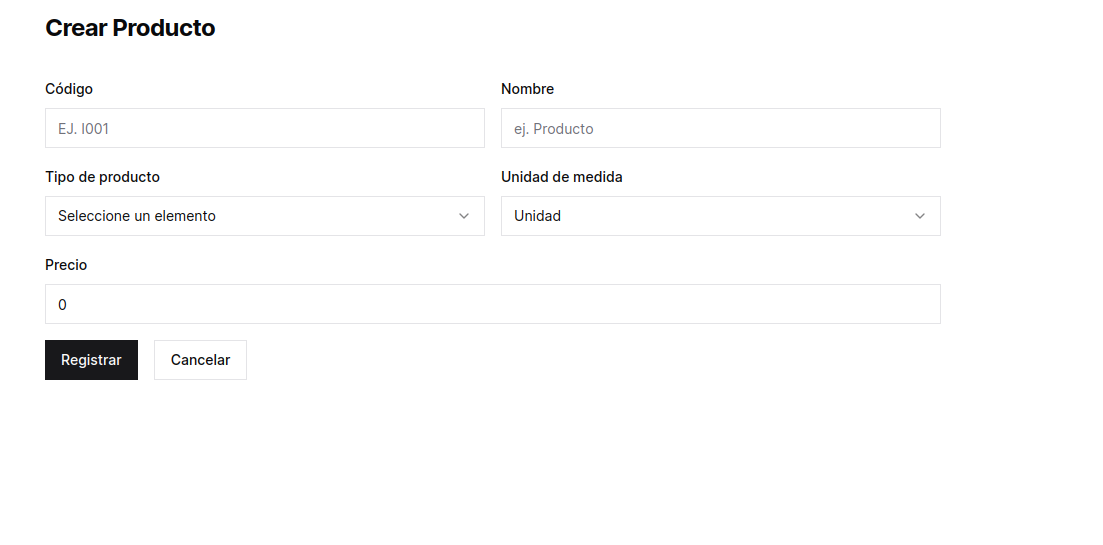 Crear Producto
Código
Nombre
EJ. I001
ej. Producto
Tipo de producto
Unidad de medida
Seleccione un elemento
Unidad
Precio
0
Registrar
Cancelar